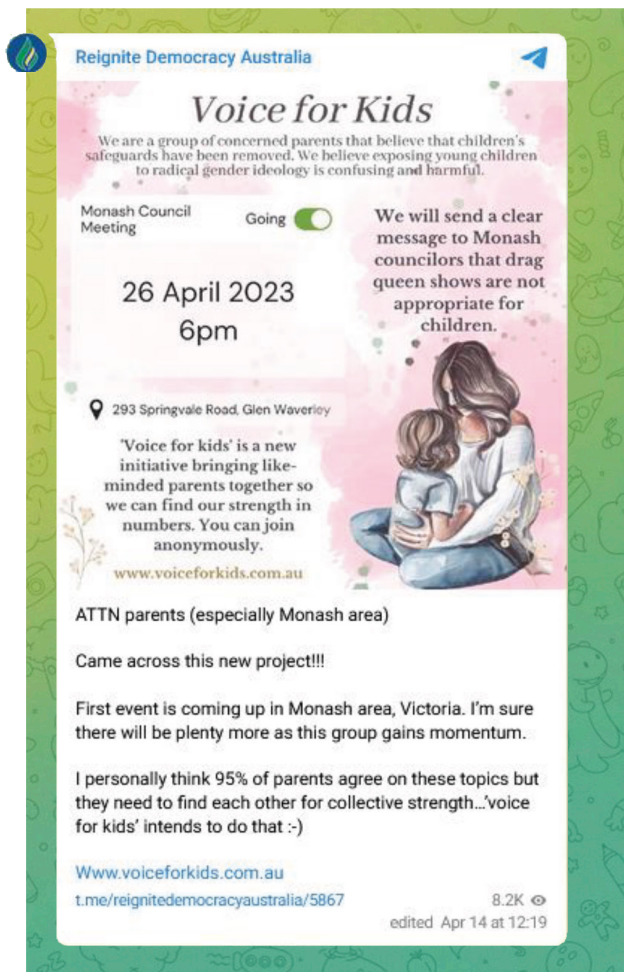 Reignite Democracy Australia
Voice for Kids
We are a group of concerned parents that believe that children's
safeguards have been removed. We believe exposing young children
to radical gender ideology is confusing and harmful.
Monash Council
Meeting
Going
26 April 2023
6pm
293 Springvale Road, Glen Waverley
We will send a clear
message to Monash
councilors that drag
queen shows are not
appropriate for
children.
'Voice for kids' is a new
initiative bringing like-
minded parents together so
we can find our strength in
numbers. You can join
anonymously.
www.voiceforkids.com.au
ATTN parents (especially Monash area)
Came across this new project!!!
First event is coming up in Monash area, Victoria. I'm sure
there will be plenty more as this group gains momentum.
I personally think 95% of parents agree on these topics but
they need to find each other for collective strength...'voice
for kids' intends to do that :-)
Www.voiceforkids.com.au
t.me/reignitedemocracyaustralia/5867
8.2K
edited Apr 14 at 12:19